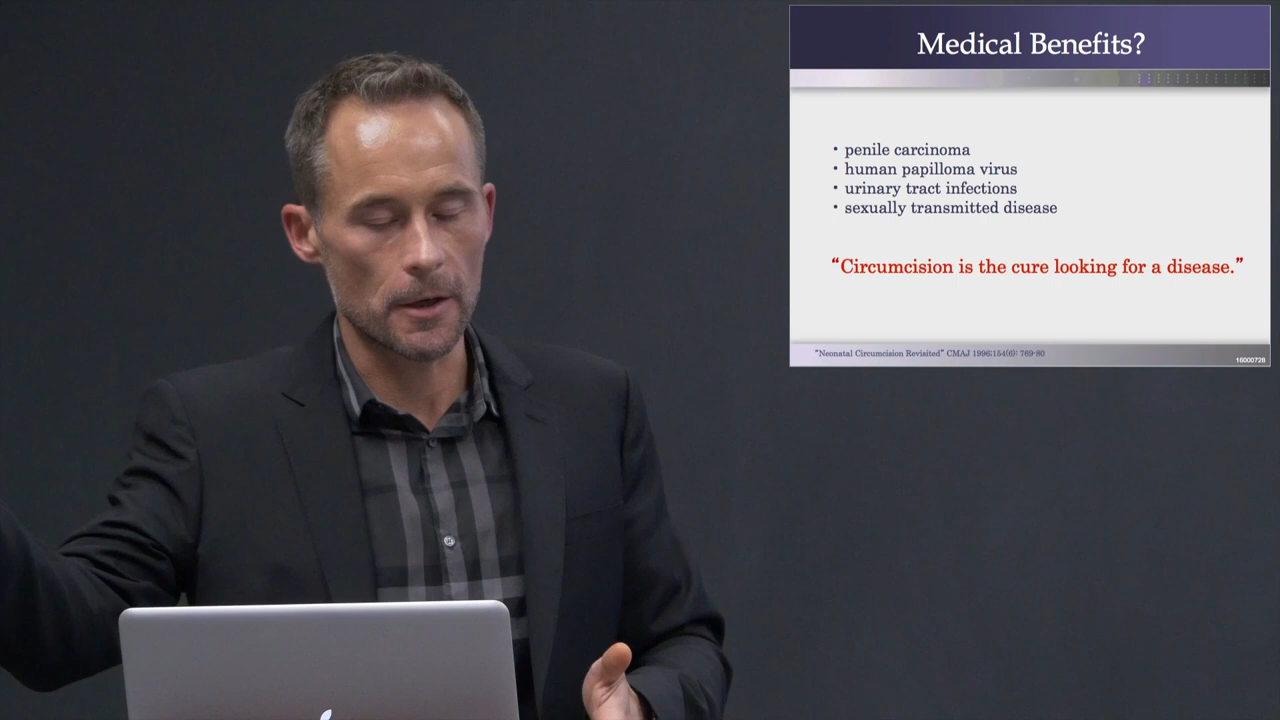 Medical Benefits?
• penile carcinoma
• human papilloma virus
• urinary tract infections
• sexually transmitted disease
“Circumcision is the cure looking for a disease.”
“Neonatal Circumcision Revisited” CMAJ 1996;154(6): 769-80
16000728